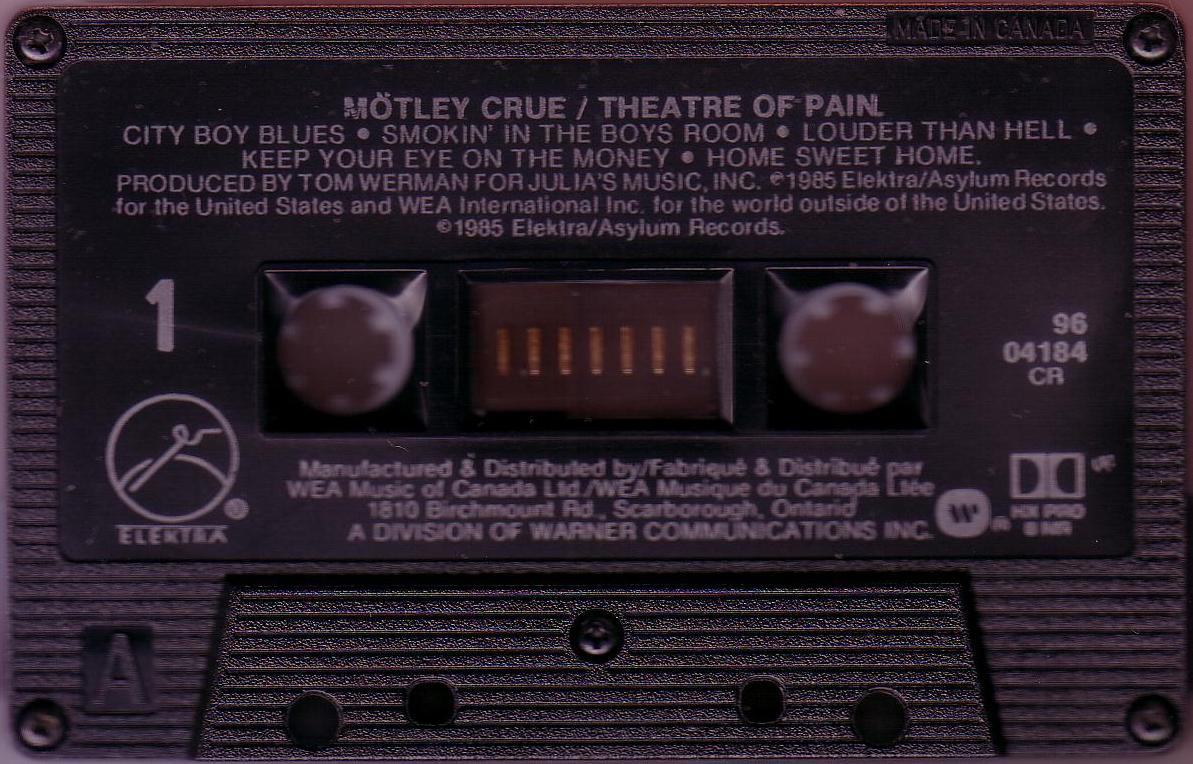 MADE IN CANADA
MÖTLEY CRUE / THEATRE OF PAIN
CITY BOY BLUES • SMOKIN' IN THE BOYS ROOM • LOUDER THAN HELL •
KEEP YOUR EYE ON THE MONEY • HOME SWEET HOME.
PRODUCED BY TOM WERMAN FOR JULIA'S MUSIC, INC. ℗1985 Elektra/Asylum Records
for the United States and WEA International Inc. for the world outside of the United States.
©1985 Elektra/Asylum Records.
1
96
04184
CR
ELEKTRA
®
Manufactured & Distributed by/Fabriqué & Distribué par
WEA Music of Canada Ltd./WEA Musique du Canada Ltée
1810 Birchmount Rd., Scarborough, Ontario
A DIVISION OF WARNER COMMUNICATIONS INC.
W ®
HX PRO
B NR
A